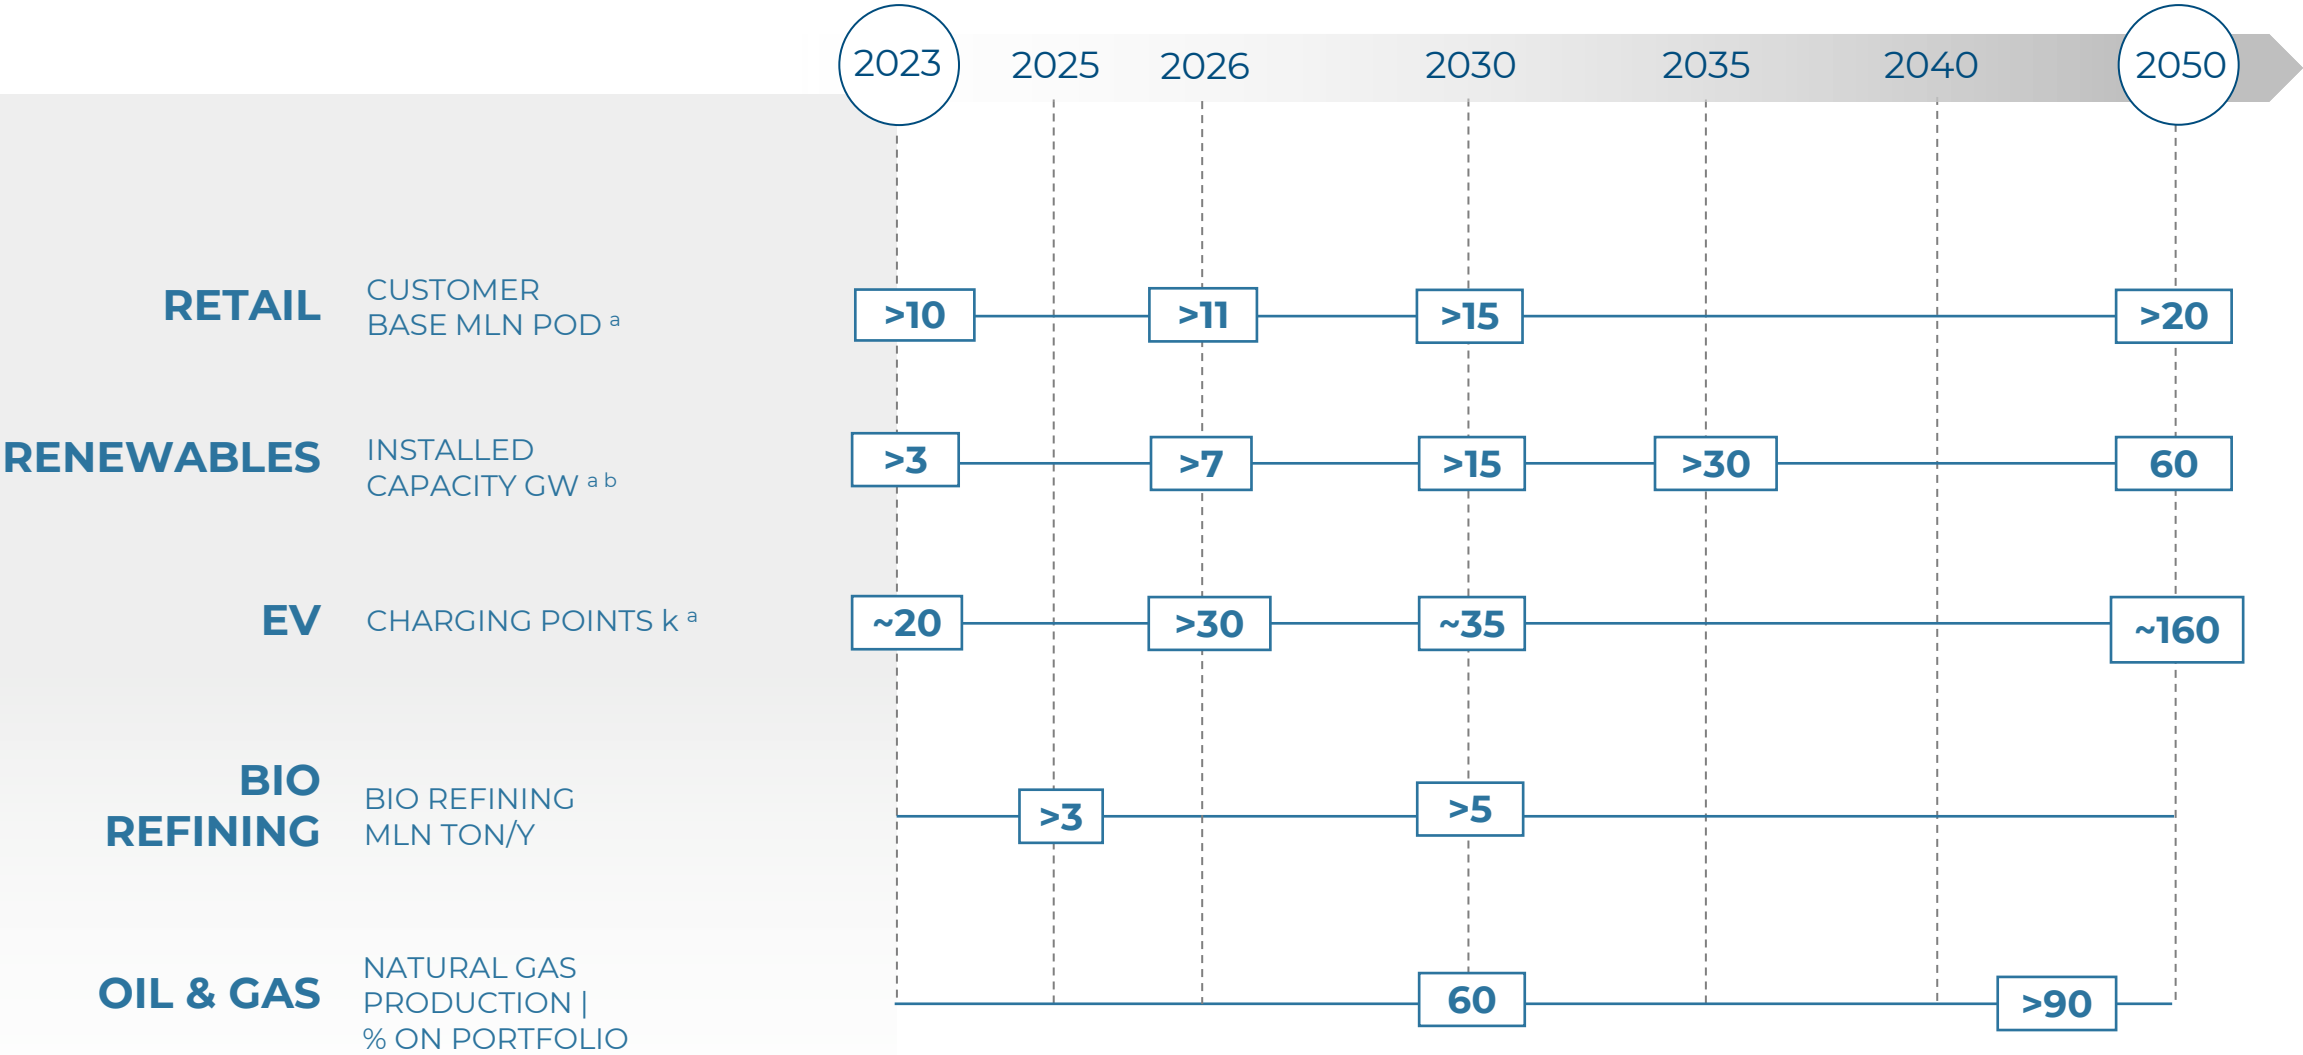 2023 2025 2026 2030 2035 2040 2050
RETAIL
CUSTOMER
BASE MLN POD a
>10 >11 >15 >20
RENEWABLES
INSTALLED
CAPACITY GW a b
>3 >7 >15 >30 60
EV
CHARGING POINTS k a
~20 >30 ~35 ~160
BIO
REFINING
BIO REFINING
MLN TON/Y
>3 >5
OIL & GAS
NATURAL GAS
PRODUCTION |
% ON PORTFOLIO
60 >90